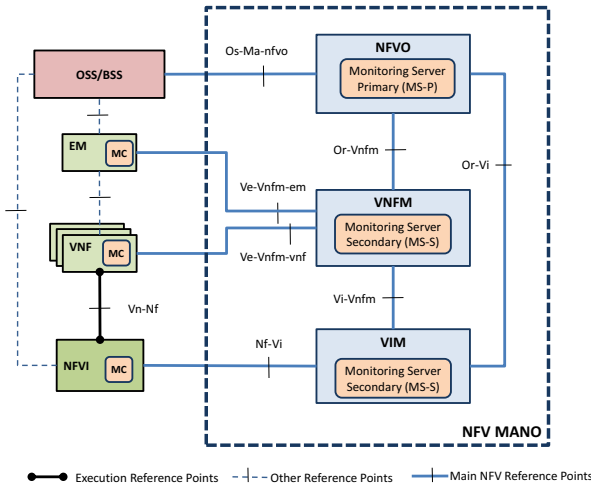 Os-Ma-nfvo
NFVO
OSS/BSS
Monitoring Server
Primary (MS-P)
EM
MC
Or-Vnfm
Or-Vi
Ve-Vnfm-em
VNFM
VNF
MC
Monitoring Server
Secondary (MS-S)
Ve-Vnfm-vnf
Vn-Nf
Vi-Vnfm
Nf-Vi
VIM
NFVI
MC
Monitoring Server
Secondary (MS-S)
NFV MANO
Execution Reference Points
Other Reference Points
Main NFV Reference Points